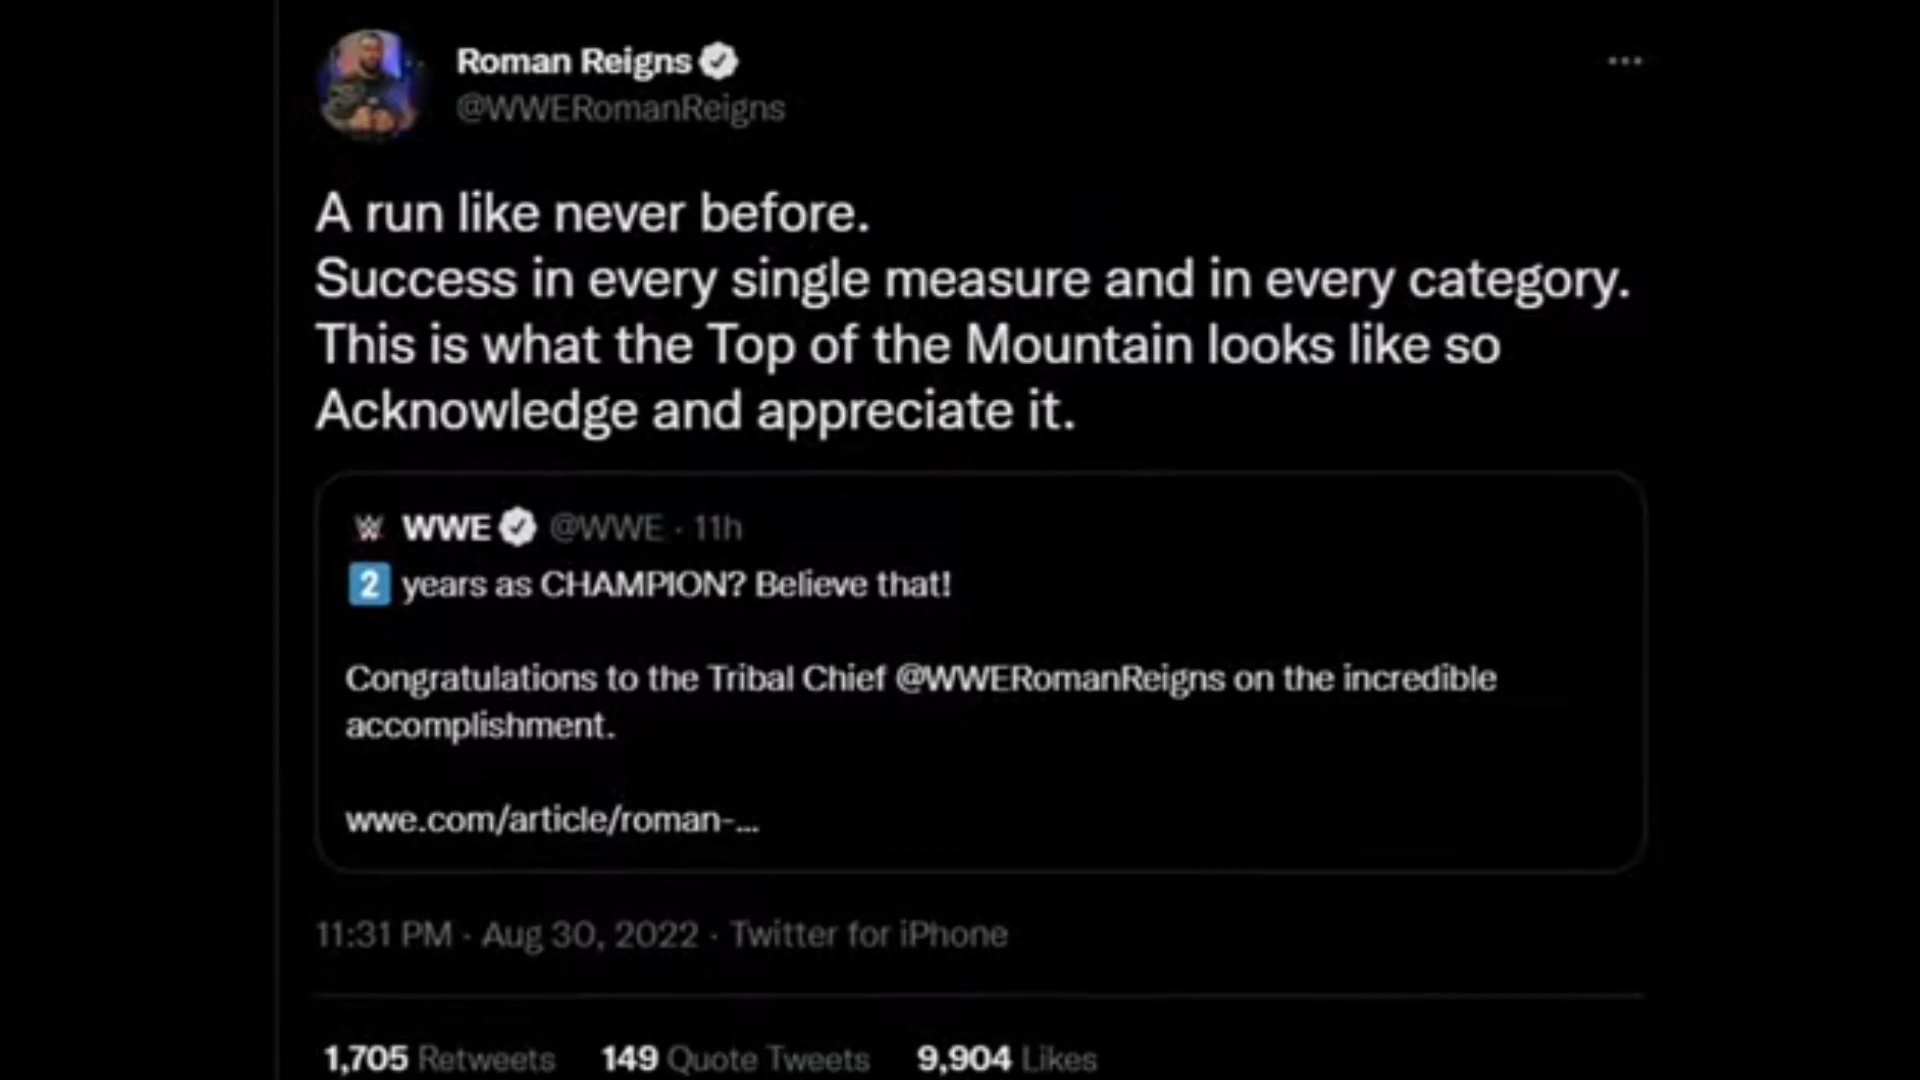 Roman Reigns
@WWERomanReigns
A run like never before.
Success in every single measure and in every category.
This is what the Top of the Mountain looks like so
Acknowledge and appreciate it.
WWE @WWE · 11h
2 years as CHAMPION? Believe that!
Congratulations to the Tribal Chief @WWERomanReigns on the incredible
accomplishment.
wwe.com/article/roman-...
11:31 PM · Aug 30, 2022 · Twitter for iPhone
1,705 Retweets 149 Quote Tweets 9,904 Likes